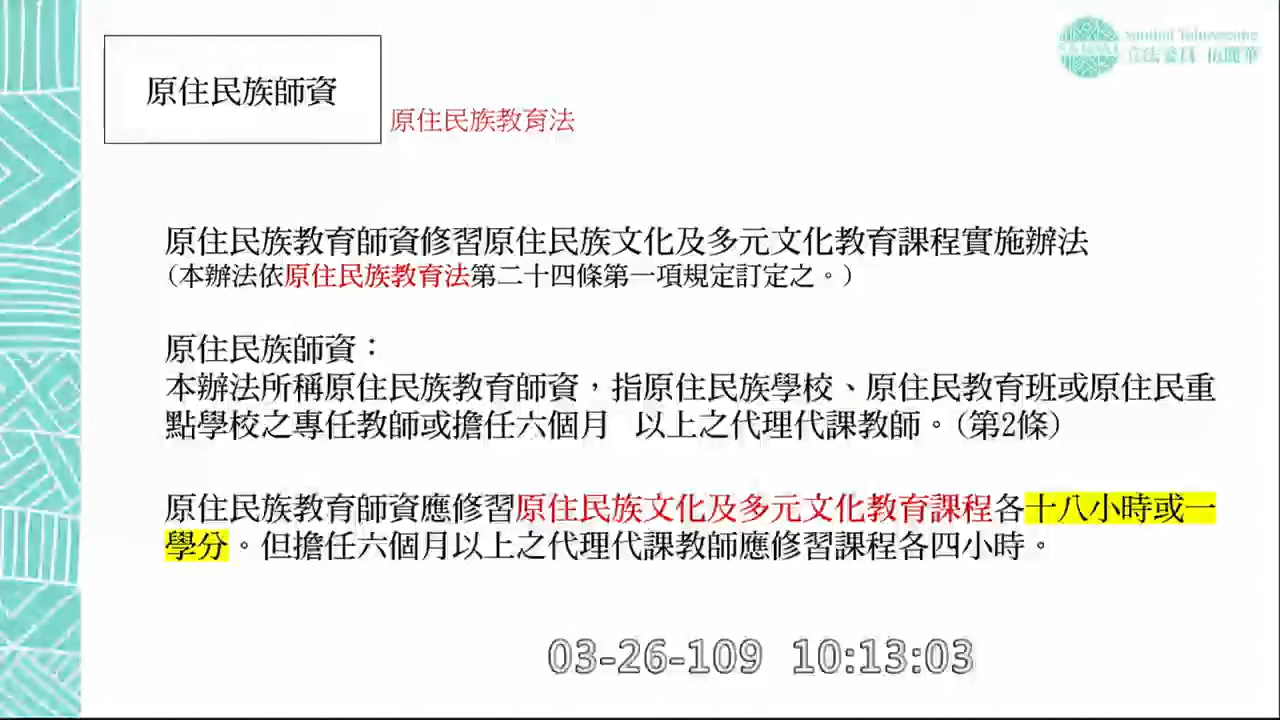 原住民族師資
原住民族教育法
立法委員
原住民族教育師資修習原住民族文化及多元文化教育課程實施辦法
(本辦法依原住民族教育法第二十四條第一項規定訂定之。)
原住民族師資：
本辦法所稱原住民族教育師資，指原住民族學校、原住民教育班或原住民重
點學校之專任教師或擔任六個月 以上之代理代課教師。(第2條)
原住民族教育師資應修習原住民族文化及多元文化教育課程各十八小時或一
學分。但擔任六個月以上之代理代課教師應修習課程各四小時。
03-26-109 10:13:03